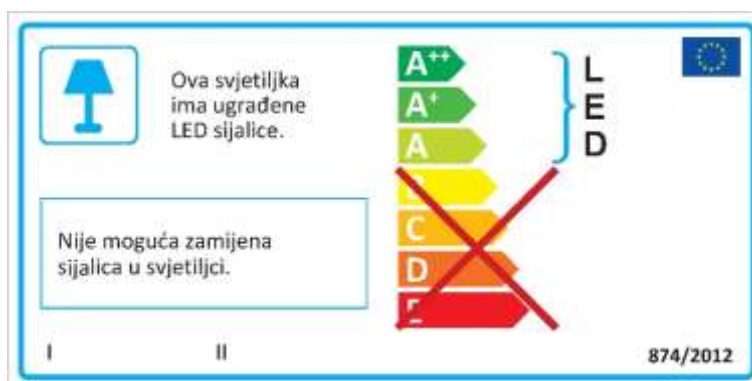 Ova svjetiljka
ima ugrađene
LED sijalice.
Nije moguća zamijena
sijalica u svjetiljci.
A++
A+
A
B
C
D
E
L
E
D
I II
874/2012